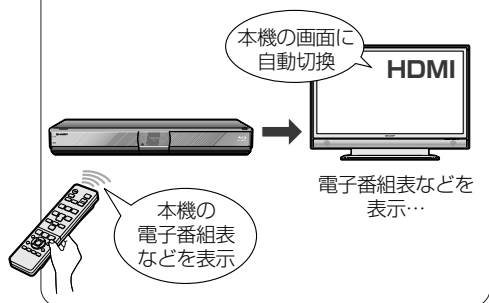 本機の画面に
自動切換
HDMI
電子番組表などを
表示…
本機の
電子番組表
などを表示